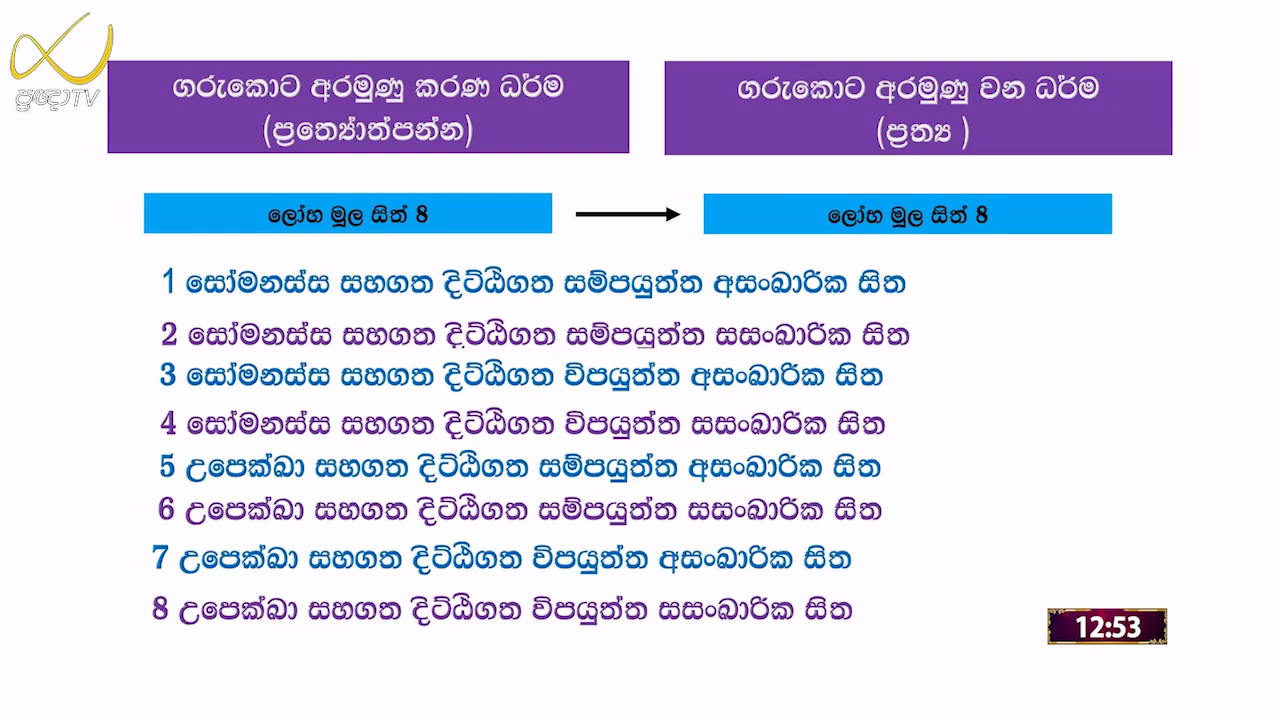 ප්‍රඥාTV
ගරුකොට අරමුණු කරණ ධර්ම
(ප්‍රත්‍යෝත්පන්න)
ගරුකොට අරමුණු වන ධර්ම
(ප්‍රත්‍ය )
ලෝභ මූල සිත් 8
ලෝභ මූල සිත් 8
1 සෝමනස්ස සහගත දිට්ඨිගත සම්පයුත්ත අසංඛාරික සිත
2 සෝමනස්ස සහගත දිට්ඨිගත සම්පයුත්ත සසංඛාරික සිත
3 සෝමනස්ස සහගත දිට්ඨිගත විපයුත්ත අසංඛාරික සිත
4 සෝමනස්ස සහගත දිට්ඨිගත විපයුත්ත සසංඛාරික සිත
5 උපෙක්ඛා සහගත දිට්ඨිගත සම්පයුත්ත අසංඛාරික සිත
6 උපෙක්ඛා සහගත දිට්ඨිගත සම්පයුත්ත සසංඛාරික සිත
7 උපෙක්ඛා සහගත දිට්ඨිගත විපයුත්ත අසංඛාරික සිත
8 උපෙක්ඛා සහගත දිට්ඨිගත විපයුත්ත සසංඛාරික සිත
12:53